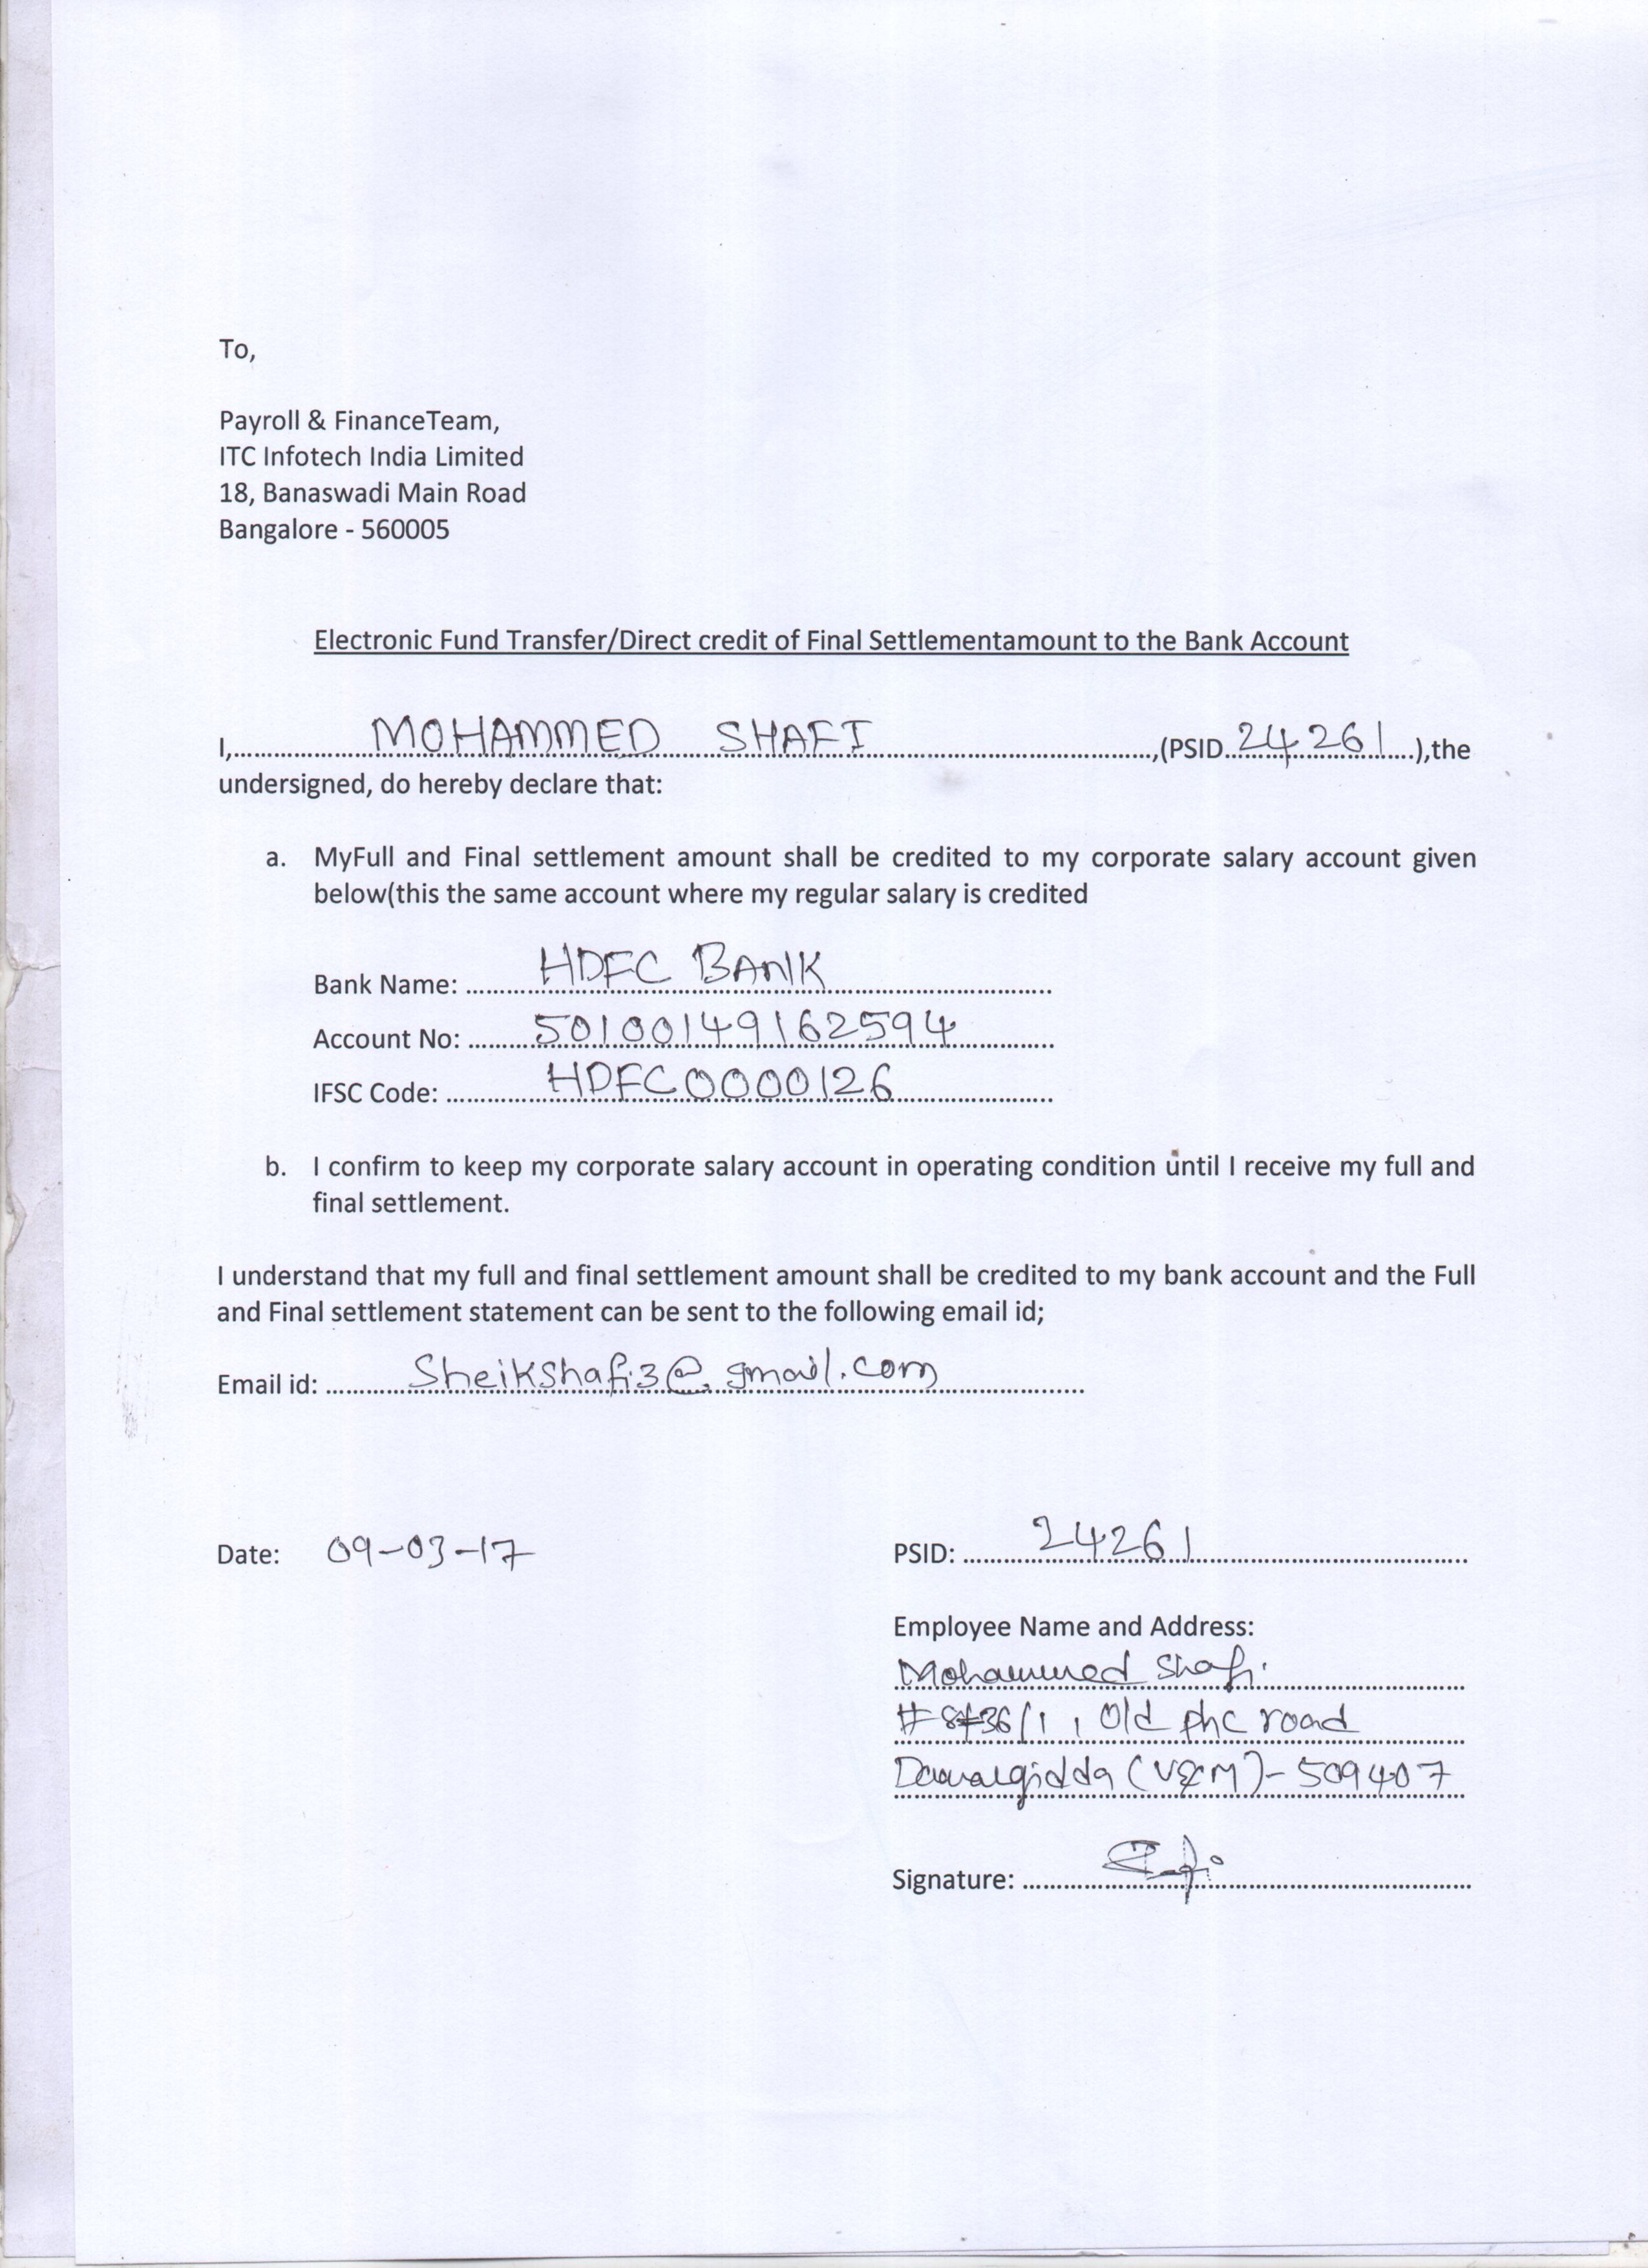 To,
Payroll & FinanceTeam,
ITC Infotech India Limited
18, Banaswadi Main Road
Bangalore - 560005
Electronic Fund Transfer/Direct credit of Final Settlementamount to the Bank Account
I,..........MOHAMMED SHAFI..........,(PSID..24261..),the
undersigned, do hereby declare that:
a. MyFull and Final settlement amount shall be credited to my corporate salary account given
below(this the same account where my regular salary is credited
Bank Name: ..........HDFC BANK..........
Account No: ..........50100149162594..........
IFSC Code: ..........HDFC0000126..........
b. I confirm to keep my corporate salary account in operating condition until I receive my full and
final settlement.
I understand that my full and final settlement amount shall be credited to my bank account and the Full
and Final settlement statement can be sent to the following email id;
Email id: ..........Sheikshafi3@gmail.com..........
Date: 09-03-17
PSID: ..........24261..........
Employee Name and Address:
Mohammed Shafi
/1, Old phc road
(V&M)- 509407
Signature: ..........